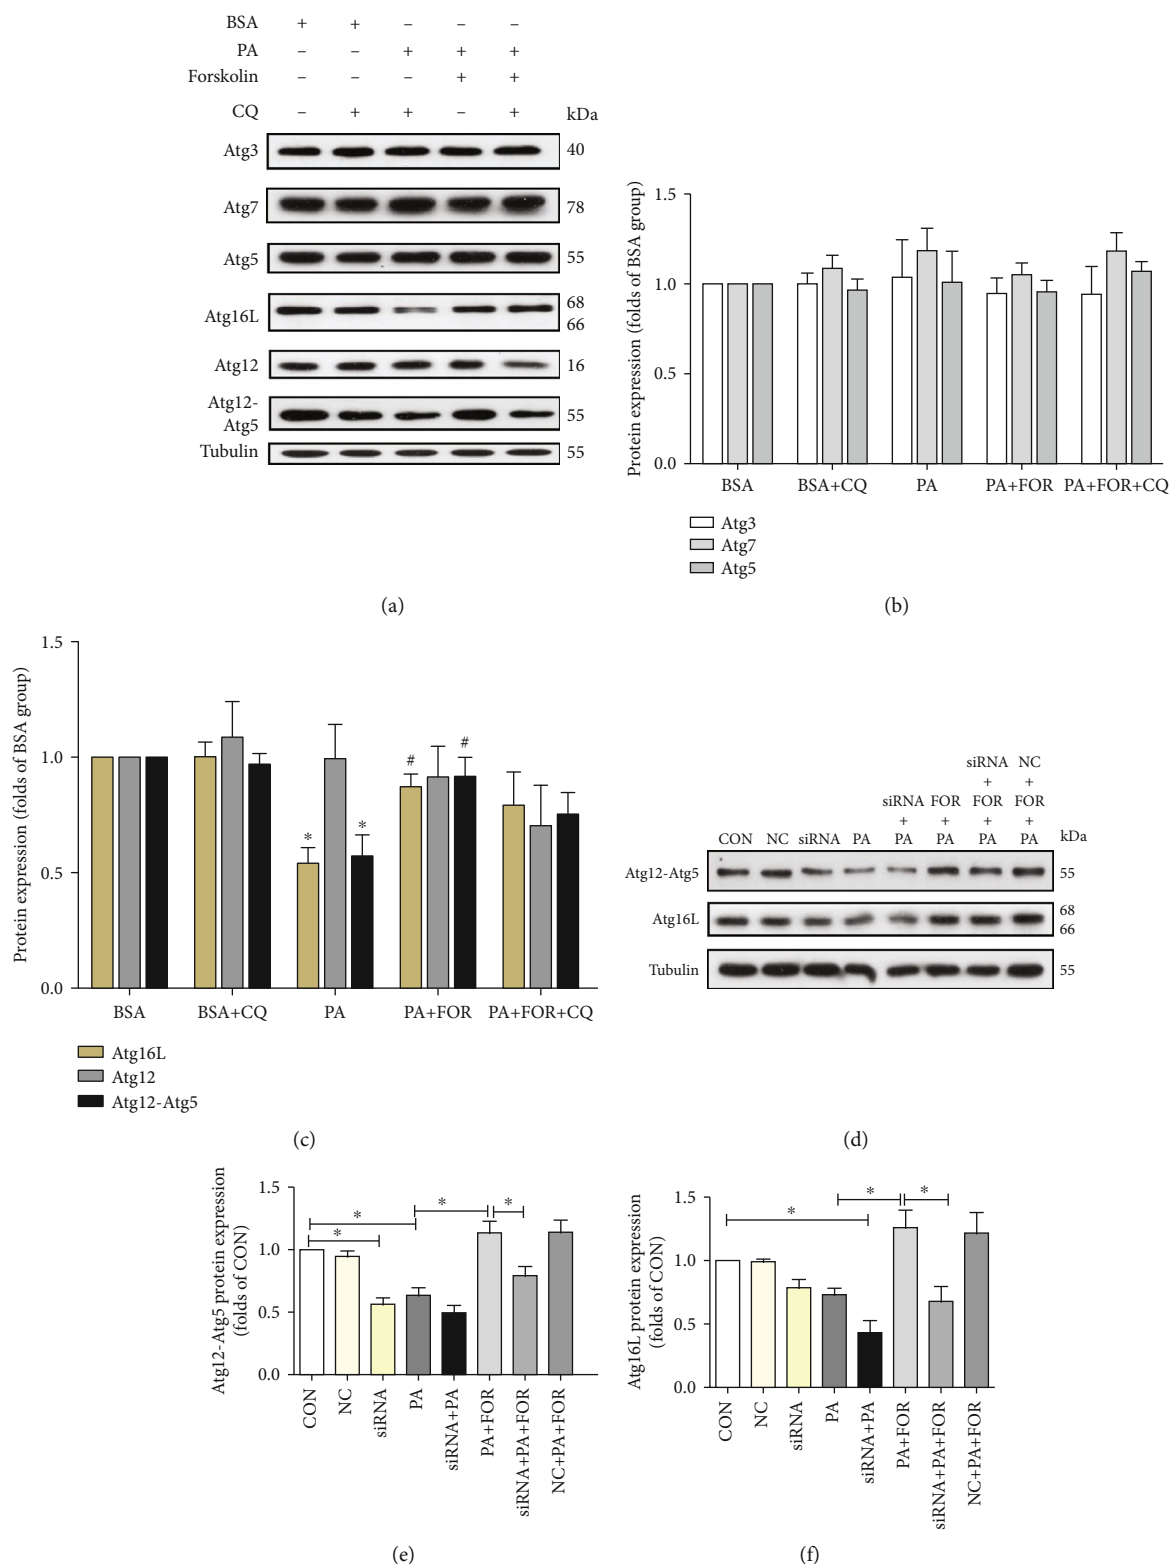 BSA + + – – –
PA – – + + +
Forskolin – – – + +
CQ – + + – +
kDa
Atg3 40
Atg7 78
Atg5 55
Atg16L 68
66
Atg12 16
Atg12-
Atg5 55
Tubulin 55
(a)
Protein expression (folds of BSA group)
1.5
1.0
0.5
0.0
BSA BSA+CQ PA PA+FOR PA+FOR+CQ
Atg3
Atg7
Atg5
(b)
Protein expression (folds of BSA group)
1.5
1.0
0.5
0.0
* * # #
BSA BSA+CQ PA PA+FOR PA+FOR+CQ
Atg16L
Atg12
Atg12-Atg5
(c)
siRNA NC
+ +
siRNA FOR FOR FOR
+ + + +
CON NC siRNA PA PA PA PA PA kDa
Atg12-Atg5 55
Atg16L 68
66
Tubulin 55
(d)
Atg12-Atg5 protein expression
(folds of CON)
1.5
1.0
0.5
0.0
* * * *
CON NC siRNA PA siRNA+PA PA+FOR siRNA+PA+FOR NC+PA+FOR
(e)
Atg16L protein expression
(folds of CON)
1.5
1.0
0.5
0.0
* * *
CON NC siRNA PA siRNA+PA PA+FOR siRNA+PA+FOR NC+PA+FOR
(f)